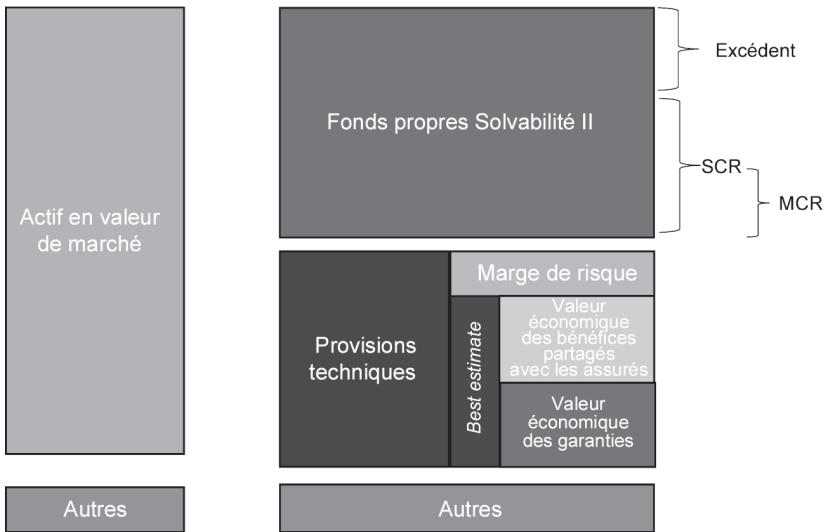 Actif en valeur
de marché
Autres
Fonds propres Solvabilité II
Excédent
SCR
MCR
Provisions
techniques
Marge de risque
Best estimate
Valeur
économique
des bénéfices
partagés
avec les assurés
Valeur
économique
des garanties
Autres